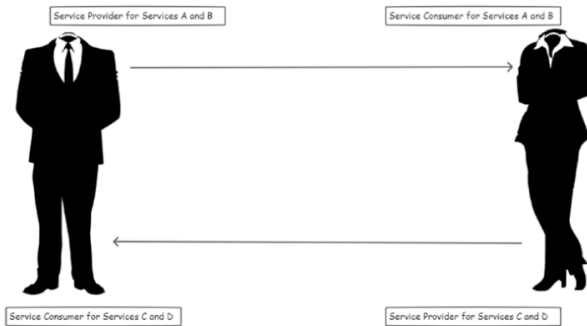 Service Provider for Services A and B
Service Consumer for Services A and B
Service Consumer for Services C and D
Service Provider for Services C and D